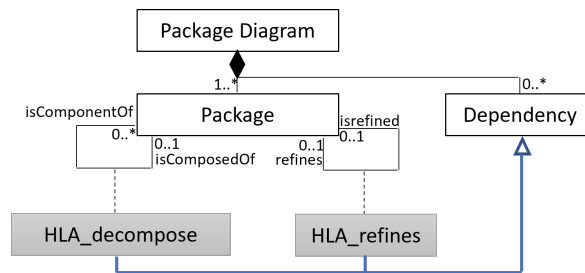 Package Diagram
1..*
0..*
isComponentOf
Package
isrefined
Dependency
0..*
0..1
0..1
0..1
isComposedOf
refines
HLA_decompose
HLA_refines